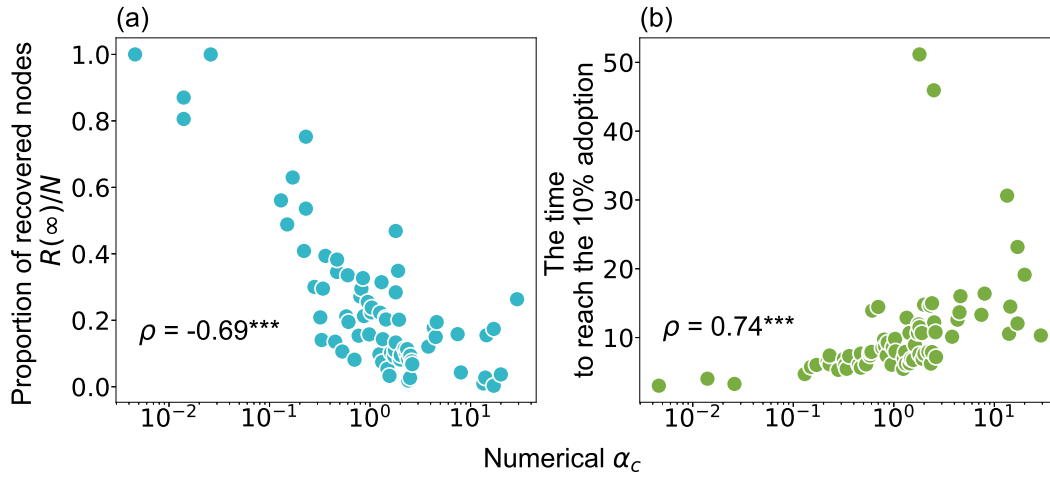 (a)
Proportion of recovered nodes
R(∞)/N
1.0
0.8
0.6
0.4
0.2
0.0
ρ = -0.69***
10⁻² 10⁻¹ 10⁰ 10¹
(b)
The time
to reach the 10% adoption
50
40
30
20
10
ρ = 0.74***
10⁻² 10⁻¹ 10⁰ 10¹
Numerical α_c